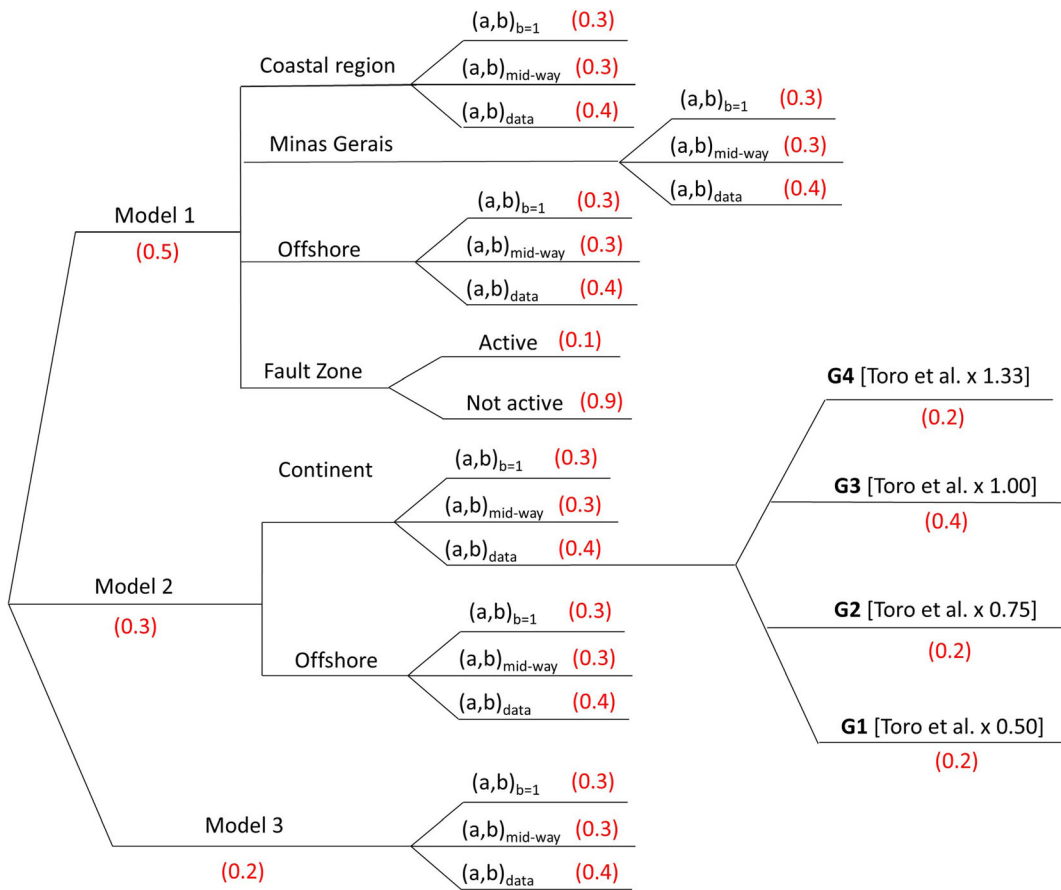 (a,b)b=1 (0.3)
Coastal region
(a,b)mid-way (0.3)
(a,b)data (0.4)
Minas Gerais
(a,b)b=1 (0.3)
(a,b)mid-way (0.3)
(a,b)data (0.4)
Model 1
(0.5)
(a,b)b=1 (0.3)
Offshore
(a,b)mid-way (0.3)
(a,b)data (0.4)
Active (0.1)
Fault Zone
Not active (0.9)
G4 [Toro et al. x 1.33]
(0.2)
G3 [Toro et al. x 1.00]
(0.4)
G2 [Toro et al. x 0.75]
(0.2)
G1 [Toro et al. x 0.50]
(0.2)
Continent
(a,b)b=1 (0.3)
(a,b)mid-way (0.3)
(a,b)data (0.4)
Model 2
(0.3)
(a,b)b=1 (0.3)
Offshore
(a,b)mid-way (0.3)
(a,b)data (0.4)
(a,b)b=1 (0.3)
Model 3
(0.2)
(a,b)mid-way (0.3)
(a,b)data (0.4)